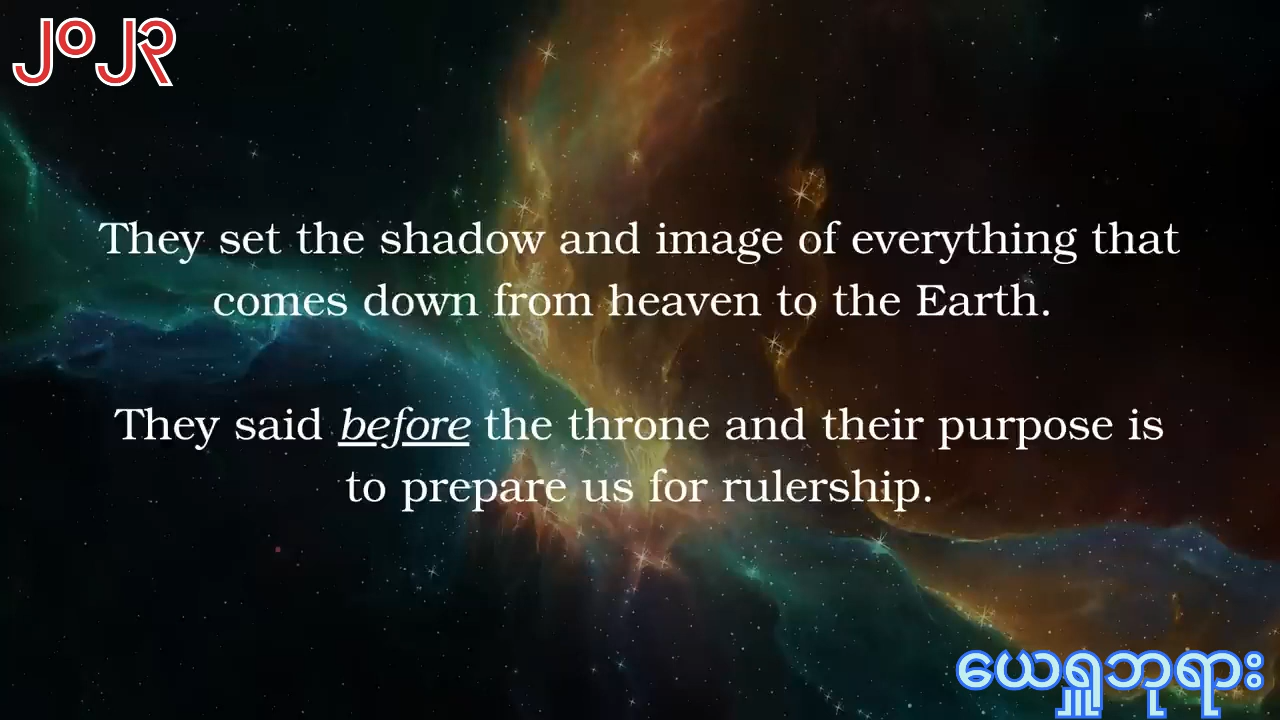 JOJR
They set the shadow and image of everything that
comes down from heaven to the Earth.
They said before the throne and their purpose is
to prepare us for rulership.
ယေရှုဘုရား